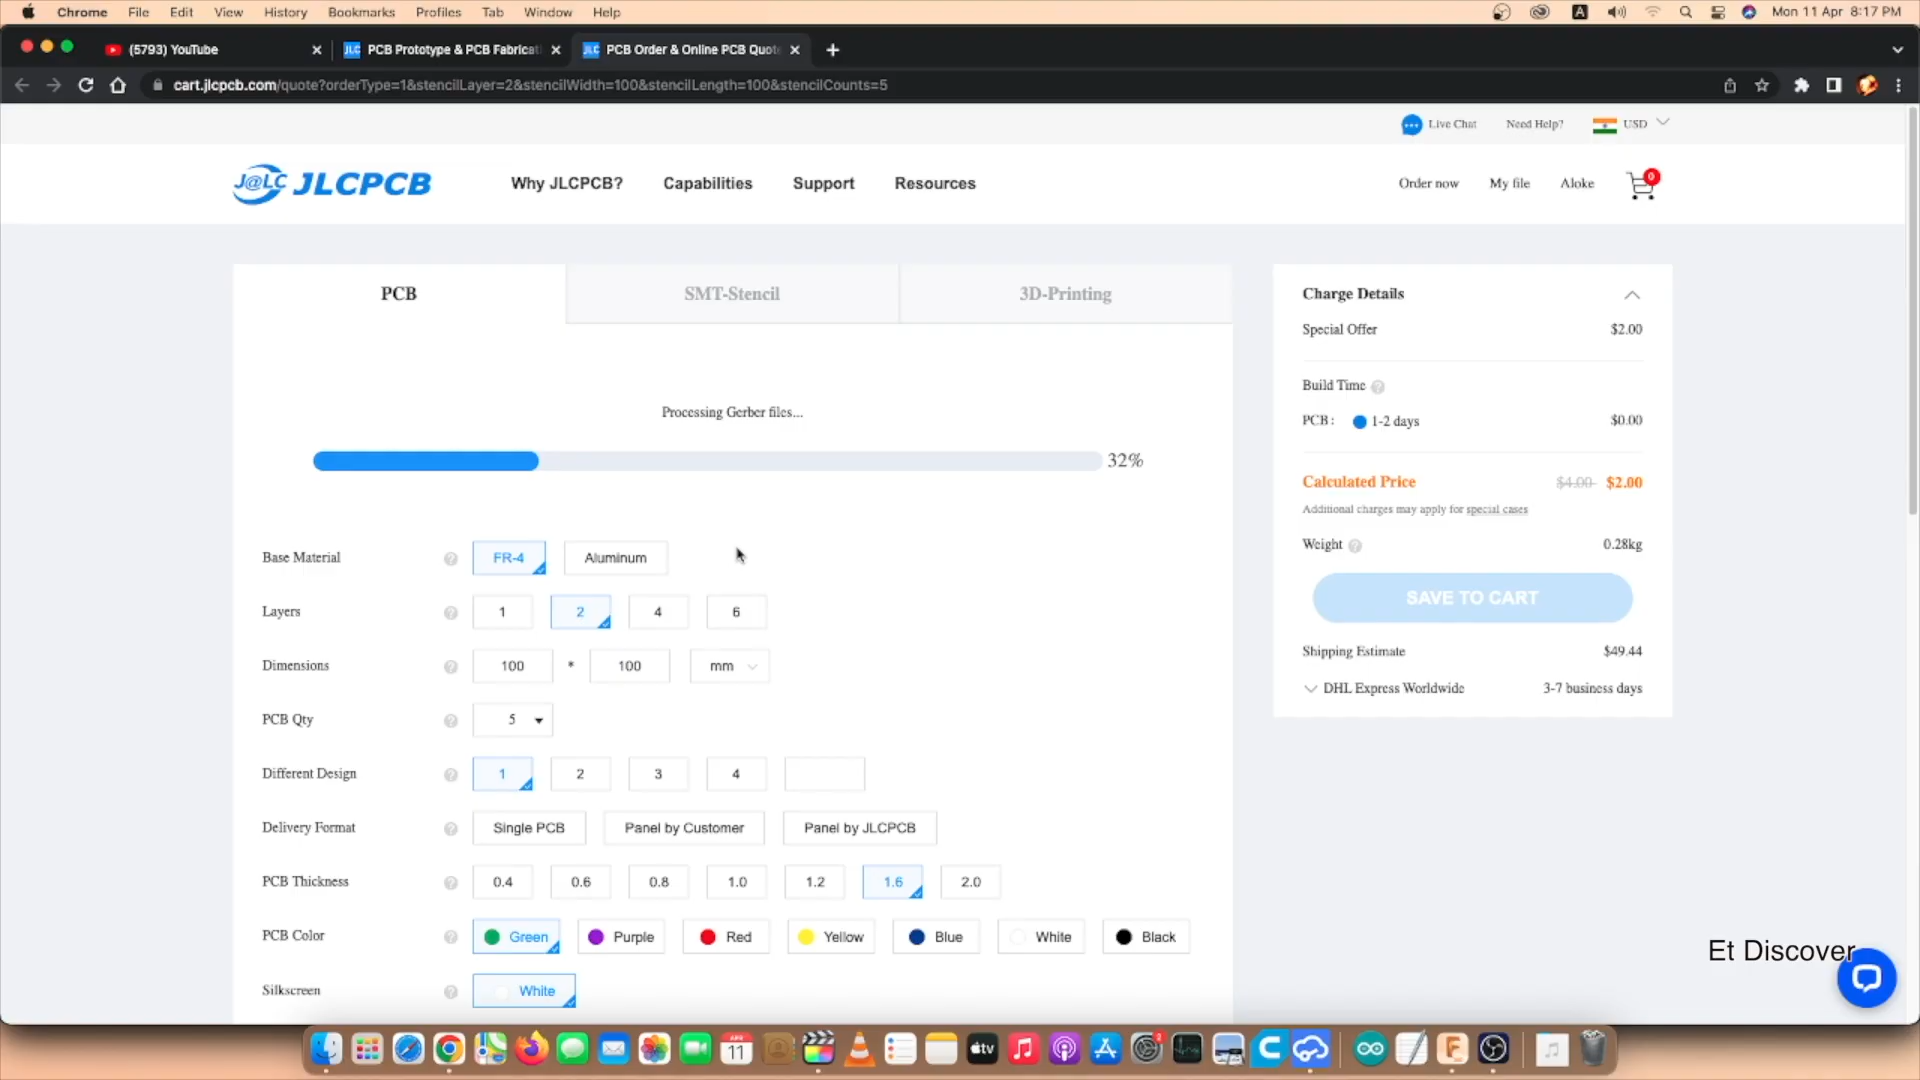 Chrome File Edit View History Bookmarks Profiles Tab Window Help
A
Mon 11 Apr 8:17 PM
(5793) YouTube
JLC PCB Prototype & PCB Fabricat
JLC PCB Order & Online PCB Quote
cart.jlcpcb.com/quote?orderType=1&stencilLayer=2&stencilWidth=100&stencilLength=100&stencilCounts=5
Live Chat Need Help? USD
J@LC JLCPCB
Why JLCPCB? Capabilities Support Resources
Order now My file Aloke 0
PCB SMT-Stencil 3D-Printing
Processing Gerber files...
32%
Base Material ? FR-4 Aluminum
Layers ? 1 2 4 6
Dimensions ? 100 * 100 mm
PCB Qty ? 5
Different Design ? 1 2 3 4
Delivery Format ? Single PCB Panel by Customer Panel by JLCPCB
PCB Thickness ? 0.4 0.6 0.8 1.0 1.2 1.6 2.0
PCB Color ? Green Purple Red Yellow Blue White Black
Silkscreen ? White
Charge Details
Special Offer $2.00
Build Time ?
PCB: 1-2 days $0.00
Calculated Price $4.00 $2.00
Additional charges may apply for special cases
Weight ? 0.28kg
SAVE TO CART
Shipping Estimate $49.44
DHL Express Worldwide 3-7 business days
Et Discover
APR
11
tv
2